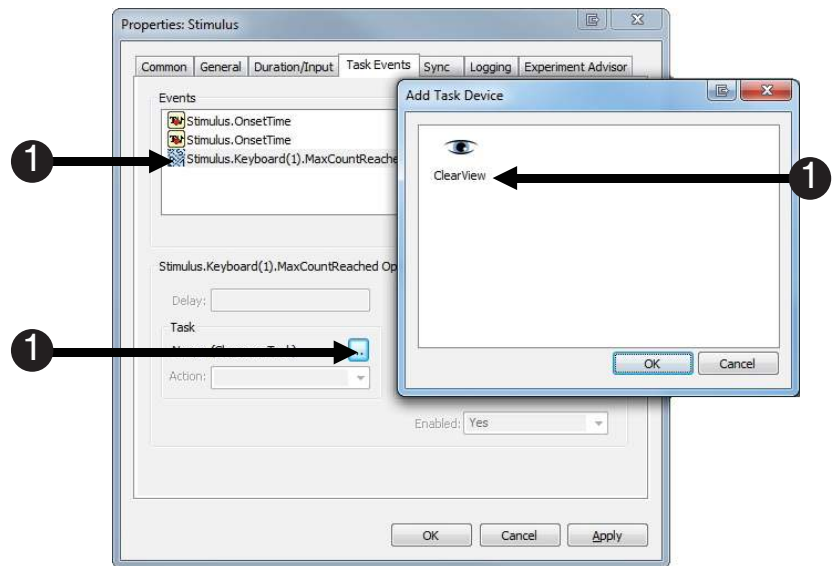 Properties: Stimulus
Common General Duration/Input Task Events Sync Logging Experiment Advisor
Events
Stimulus.OnsetTime
Stimulus.OnsetTime
1 Stimulus.Keyboard(1).MaxCountReache
Add Task Device
ClearView 1
OK Cancel
Stimulus.Keyboard(1).MaxCountReached Op
Delay:
Task
1
Action:
Enabled: Yes
OK Cancel Apply